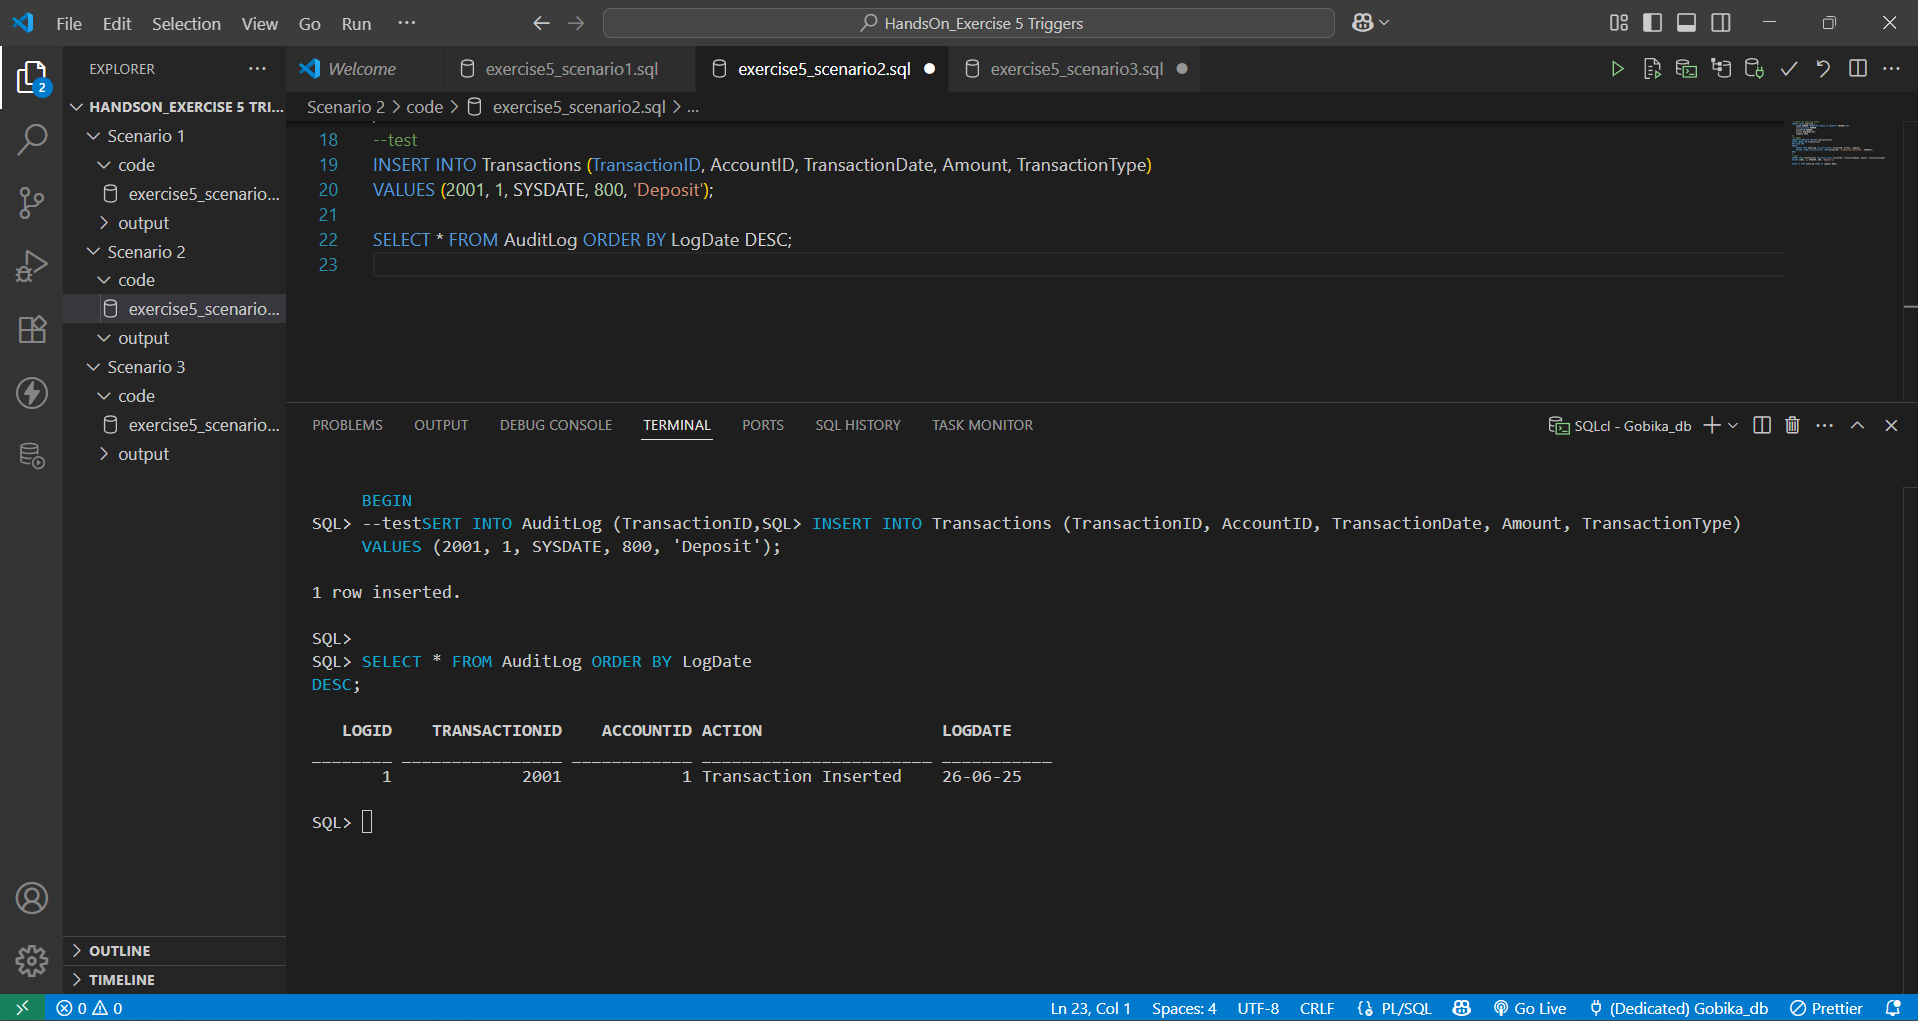 File Edit Selection View Go Run ... HandsOn_Exercise 5 Triggers
EXPLORER
HANDSON_EXERCISE 5 TRI...
Scenario 1
code
exercise5_scenario...
output
Scenario 2
code
exercise5_scenario...
output
Scenario 3
code
exercise5_scenario...
output
OUTLINE
TIMELINE
2
Welcome exercise5_scenario1.sql exercise5_scenario2.sql exercise5_scenario3.sql
Scenario 2 > code > exercise5_scenario2.sql > ...
18 --test
19 INSERT INTO Transactions (TransactionID, AccountID, TransactionDate, Amount, TransactionType)
20 VALUES (2001, 1, SYSDATE, 800, 'Deposit');
21
22 SELECT * FROM AuditLog ORDER BY LogDate DESC;
23
PROBLEMS OUTPUT DEBUG CONSOLE TERMINAL PORTS SQL HISTORY TASK MONITOR SQLcl - Gobika_db
BEGIN
SQL> --testSERT INTO AuditLog (TransactionID,SQL> INSERT INTO Transactions (TransactionID, AccountID, TransactionDate, Amount, TransactionType)
VALUES (2001, 1, SYSDATE, 800, 'Deposit');
1 row inserted.
SQL>
SQL> SELECT * FROM AuditLog ORDER BY LogDate
DESC;
LOGID TRANSACTIONID ACCOUNTID ACTION LOGDATE
________ ________________ ____________ _______________________ ___________
1 2001 1 Transaction Inserted 26-06-25
SQL>
0 0 Ln 23, Col 1 Spaces: 4 UTF-8 CRLF PL/SQL Go Live (Dedicated) Gobika_db Prettier